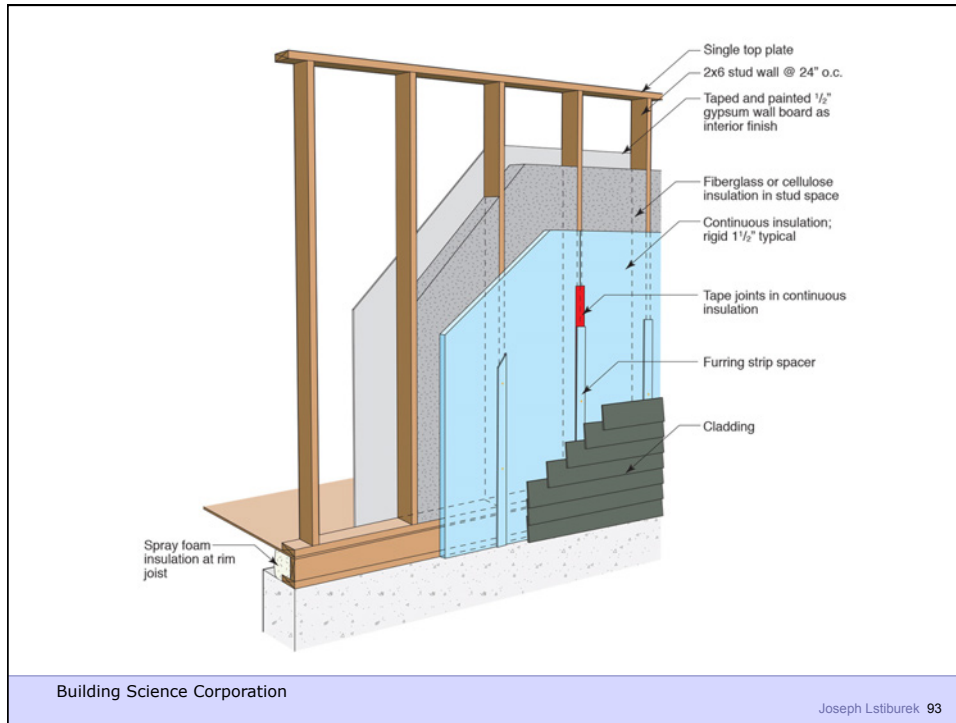 Single top plate
2x6 stud wall @ 24" o.c.
Taped and painted 1/2"
gypsum wall board as
interior finish
Fiberglass or cellulose
insulation in stud space
Continuous insulation;
rigid 1 1/2" typical
Tape joints in continuous
insulation
Furring strip spacer
Cladding
Spray foam
insulation at rim
joist
Building Science Corporation
Joseph Lstiburek 93